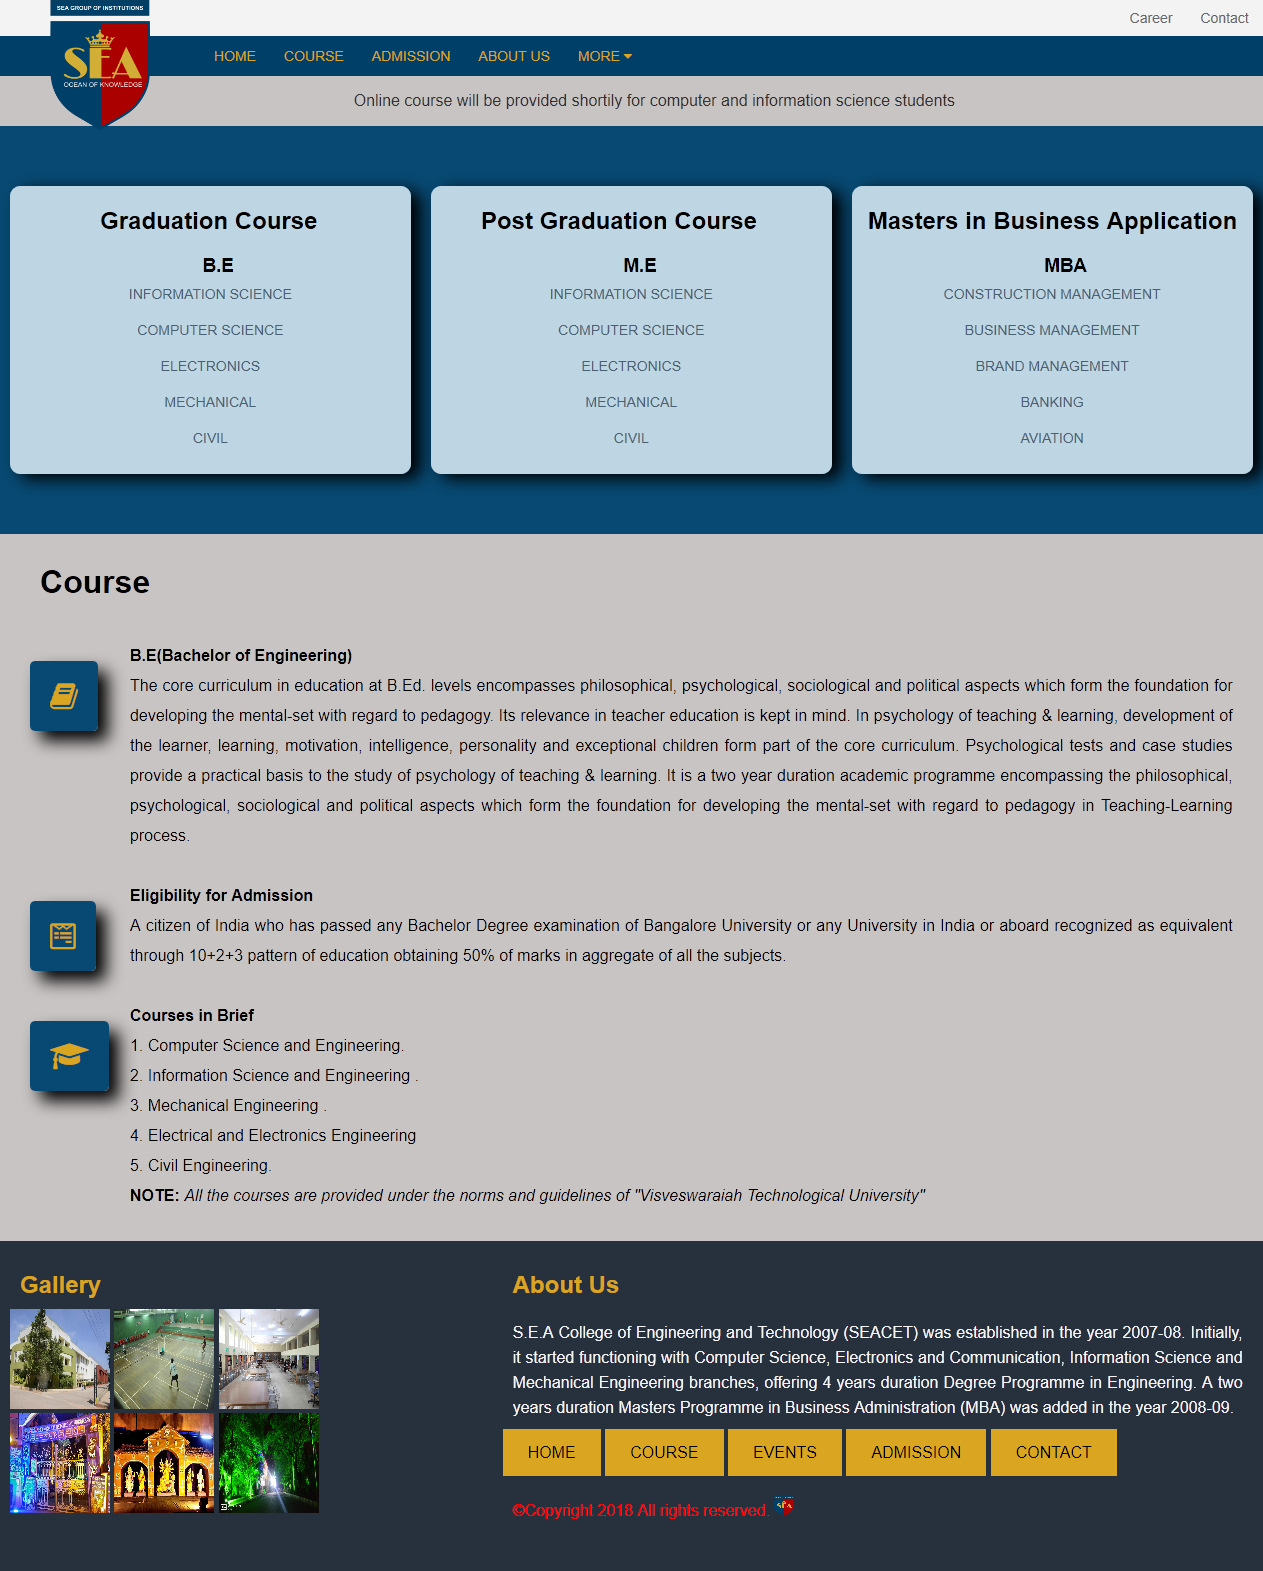 SEA GROUP OF INSTITUTIONS
SEA
OCEAN OF KNOWLEDGE
Career Contact
HOME COURSE ADMISSION ABOUT US MORE
Online course will be provided shortily for computer and information science students
Graduation Course
B.E
INFORMATION SCIENCE
COMPUTER SCIENCE
ELECTRONICS
MECHANICAL
CIVIL
Post Graduation Course
M.E
INFORMATION SCIENCE
COMPUTER SCIENCE
ELECTRONICS
MECHANICAL
CIVIL
Masters in Business Application
MBA
CONSTRUCTION MANAGEMENT
BUSINESS MANAGEMENT
BRAND MANAGEMENT
BANKING
AVIATION
Course
B.E(Bachelor of Engineering)
The core curriculum in education at B.Ed. levels encompasses philosophical, psychological, sociological and political aspects which form the foundation for
developing the mental-set with regard to pedagogy. Its relevance in teacher education is kept in mind. In psychology of teaching & learning, development of
the learner, learning, motivation, intelligence, personality and exceptional children form part of the core curriculum. Psychological tests and case studies
provide a practical basis to the study of psychology of teaching & learning. It is a two year duration academic programme encompassing the philosophical,
psychological, sociological and political aspects which form the foundation for developing the mental-set with regard to pedagogy in Teaching-Learning
process.
Eligibility for Admission
A citizen of India who has passed any Bachelor Degree examination of Bangalore University or any University in India or aboard recognized as equivalent
through 10+2+3 pattern of education obtaining 50% of marks in aggregate of all the subjects.
Courses in Brief
1. Computer Science and Engineering.
2. Information Science and Engineering .
3. Mechanical Engineering .
4. Electrical and Electronics Engineering
5. Civil Engineering.
NOTE: All the courses are provided under the norms and guidelines of "Visveswaraiah Technological University"
Gallery
About Us
S.E.A College of Engineering and Technology (SEACET) was established in the year 2007-08. Initially,
it started functioning with Computer Science, Electronics and Communication, Information Science and
Mechanical Engineering branches, offering 4 years duration Degree Programme in Engineering. A two
years duration Masters Programme in Business Administration (MBA) was added in the year 2008-09.
HOME COURSE EVENTS ADMISSION CONTACT
©Copyright 2018 All rights reserved. SEA